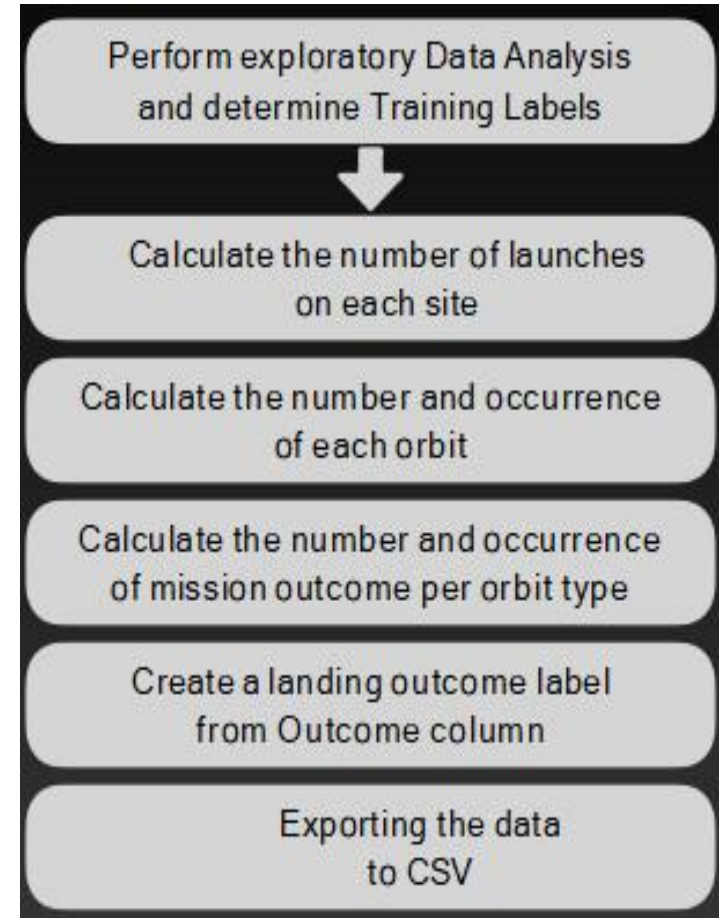 Perform exploratory Data Analysis
and determine Training Labels
Calculate the number of launches
on each site
Calculate the number and occurrence
of each orbit
Calculate the number and occurrence
of mission outcome per orbit type
Create a landing outcome label
from Outcome column
Exporting the data
to CSV